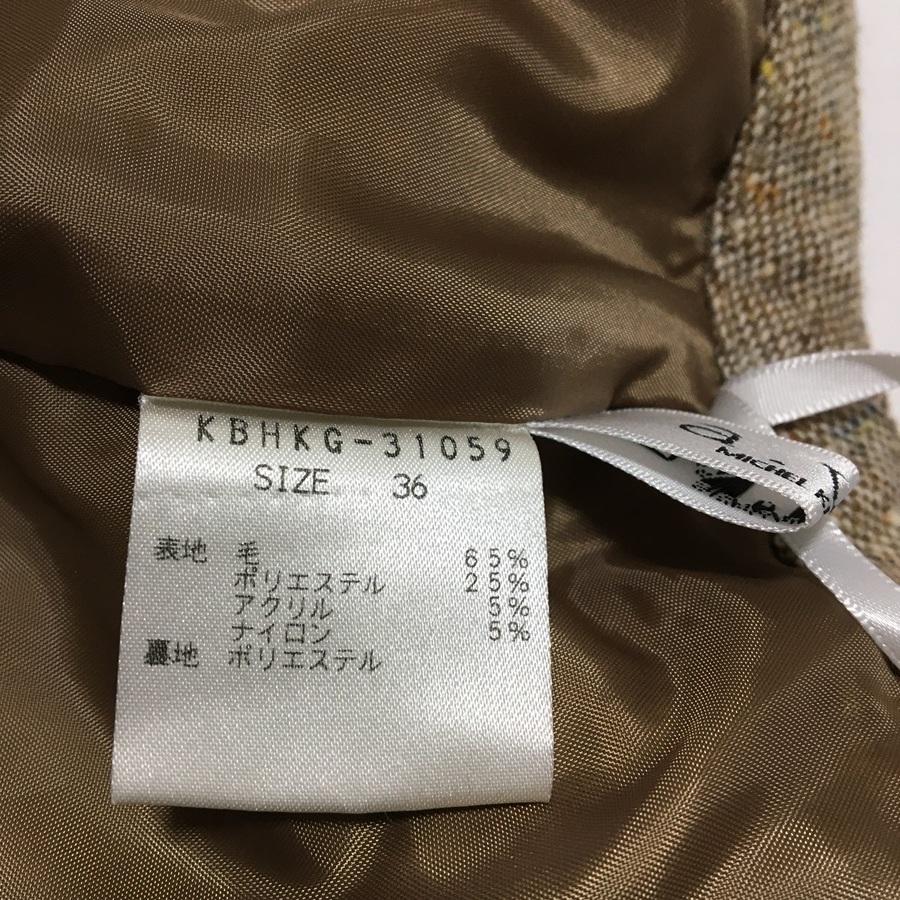 KBHKG-31059
SIZE 36
表地 毛 65%
ポリエステル 25%
アクリル 5%
ナイロン 5%
裏地 ポリエステル
MICHEL